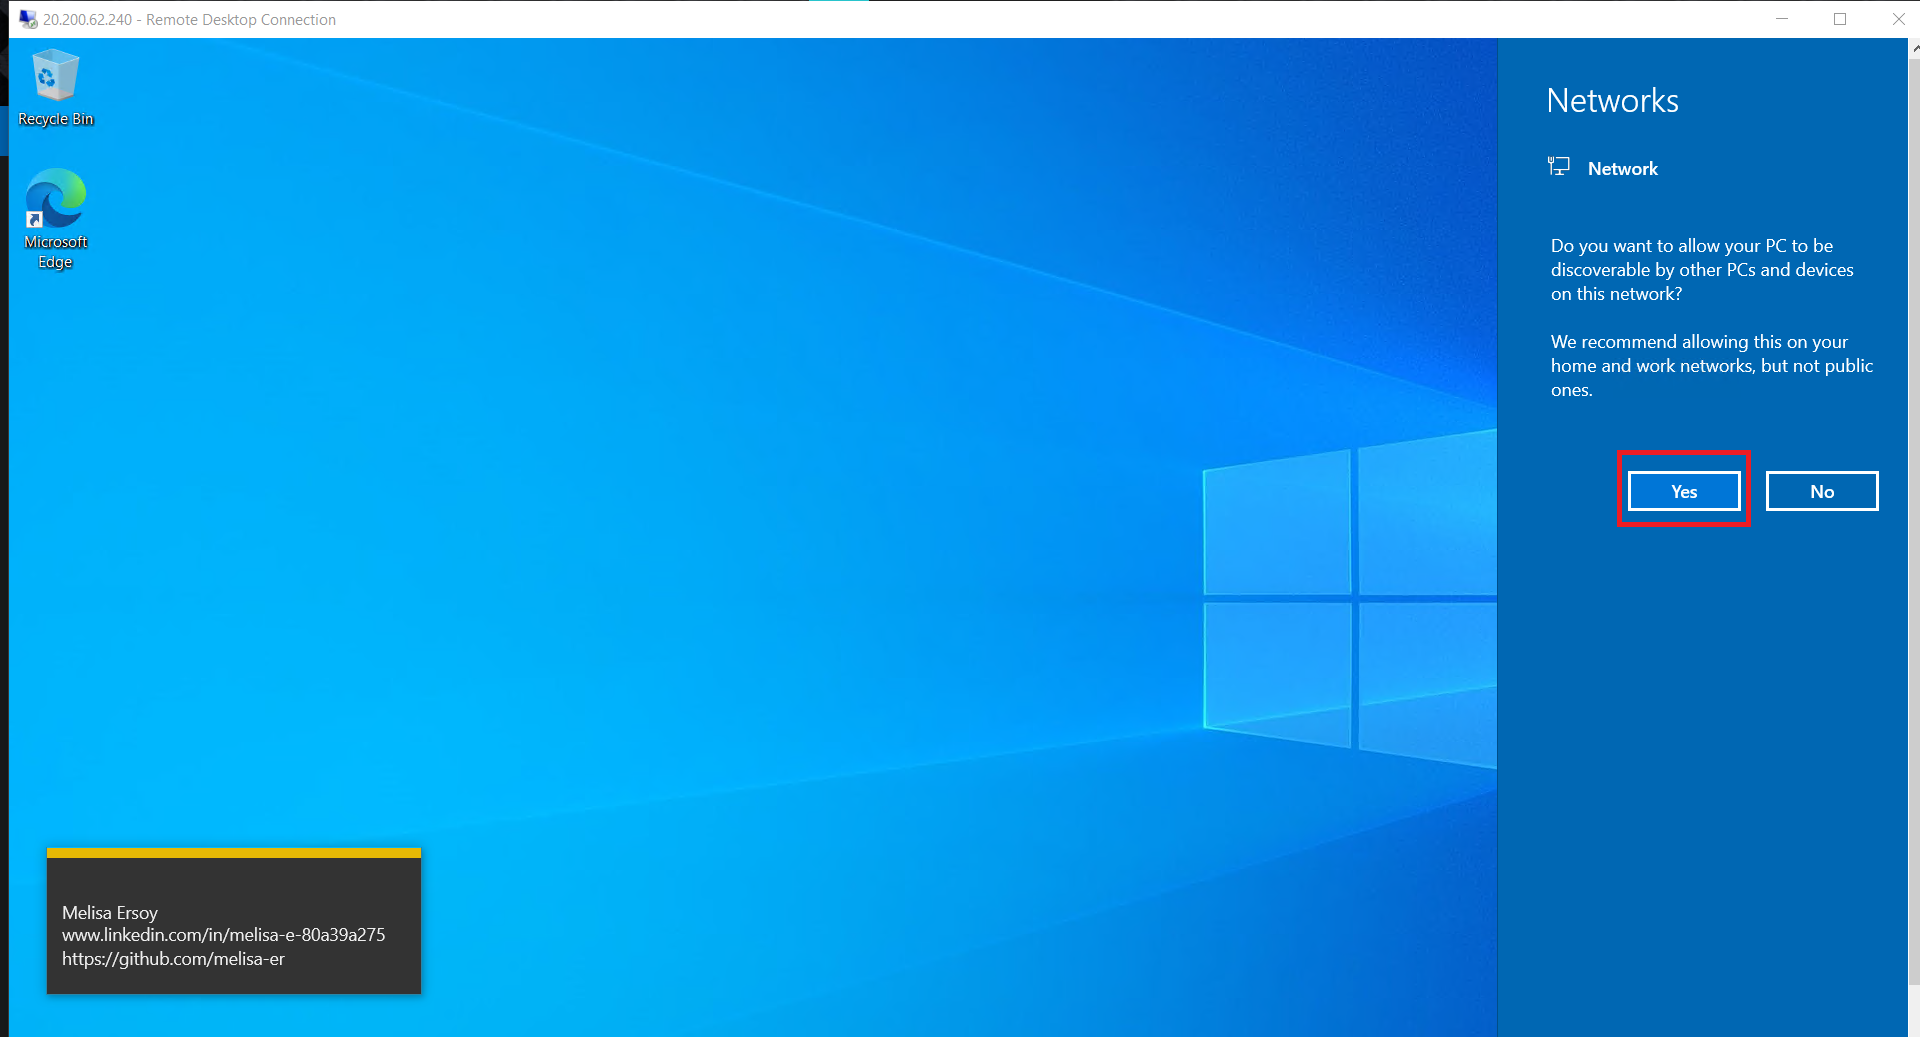 20.200.62.240 - Remote Desktop Connection
Recycle Bin
Microsoft
Edge
Networks
Network
Do you want to allow your PC to be
discoverable by other PCs and devices
on this network?
We recommend allowing this on your
home and work networks, but not public
ones.
Yes
No
Melisa Ersoy
www.linkedin.com/in/melisa-e-80a39a275
https://github.com/melisa-er